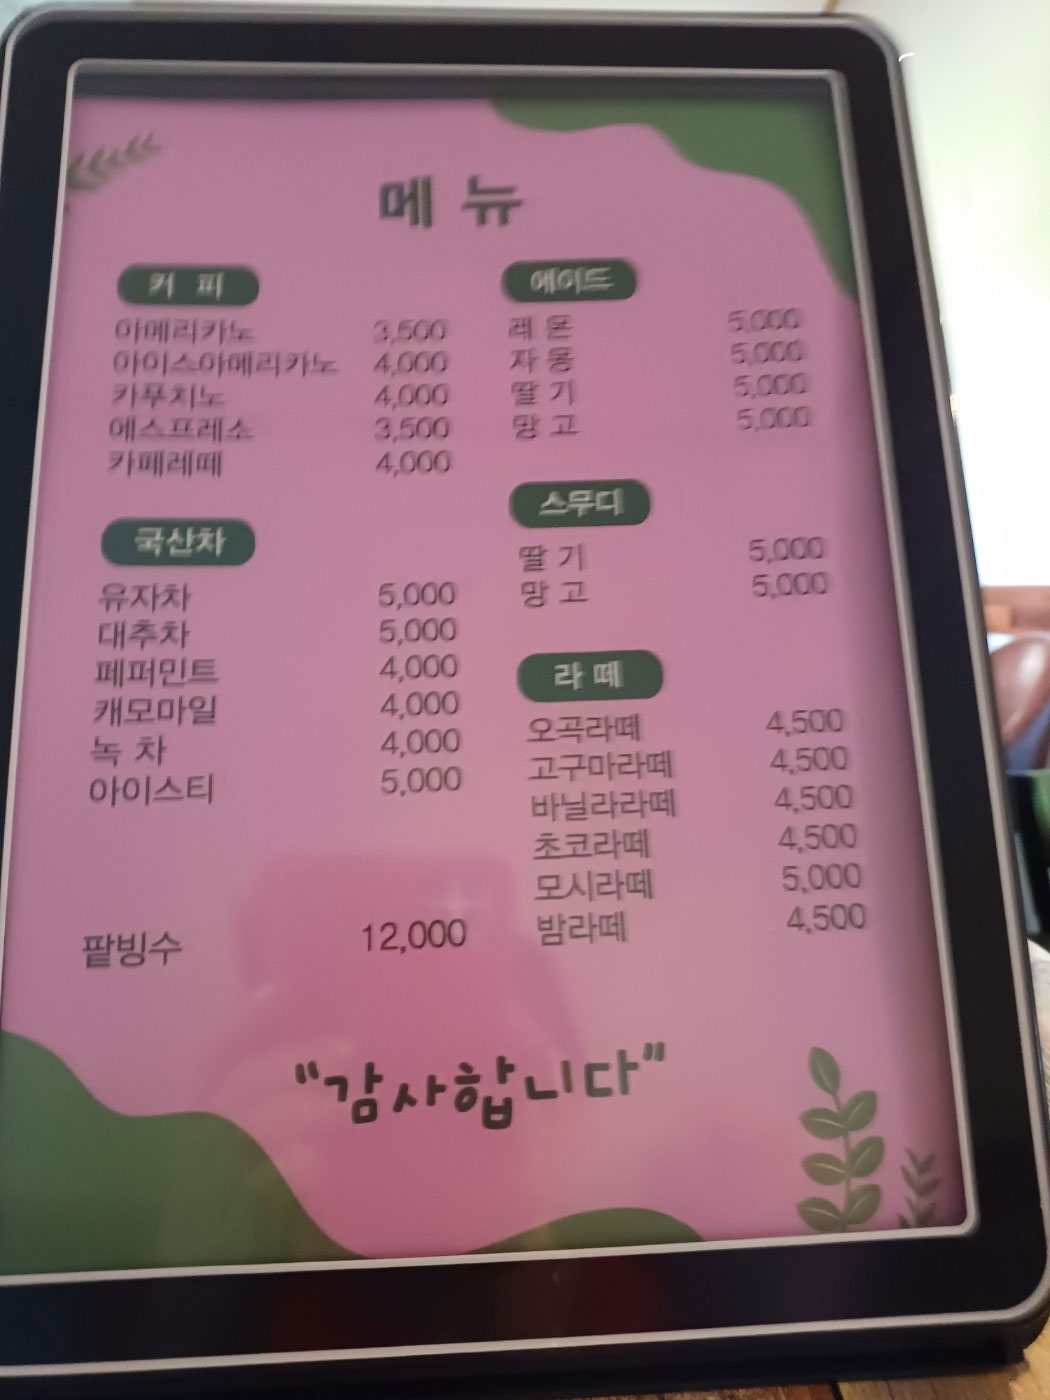 메 뉴
커 피
아메리카노 3,500
아이스아메리카노 4,000
카푸치노 4,000
에스프레소 3,500
카페레떼 4,000
국산차
유자차 5,000
대추차 5,000
페퍼민트 4,000
캐모마일 4,000
녹 차 4,000
아이스티 5,000
팥빙수 12,000
에이드
레 몬 5,000
자 몽 5,000
딸 기 5,000
망 고 5,000
스무디
딸 기 5,000
망 고 5,000
라 떼
오곡라떼 4,500
고구마라떼 4,500
바닐라라떼 4,500
초코라떼 4,500
모시라떼 5,000
밤라떼 4,500
"감사합니다"